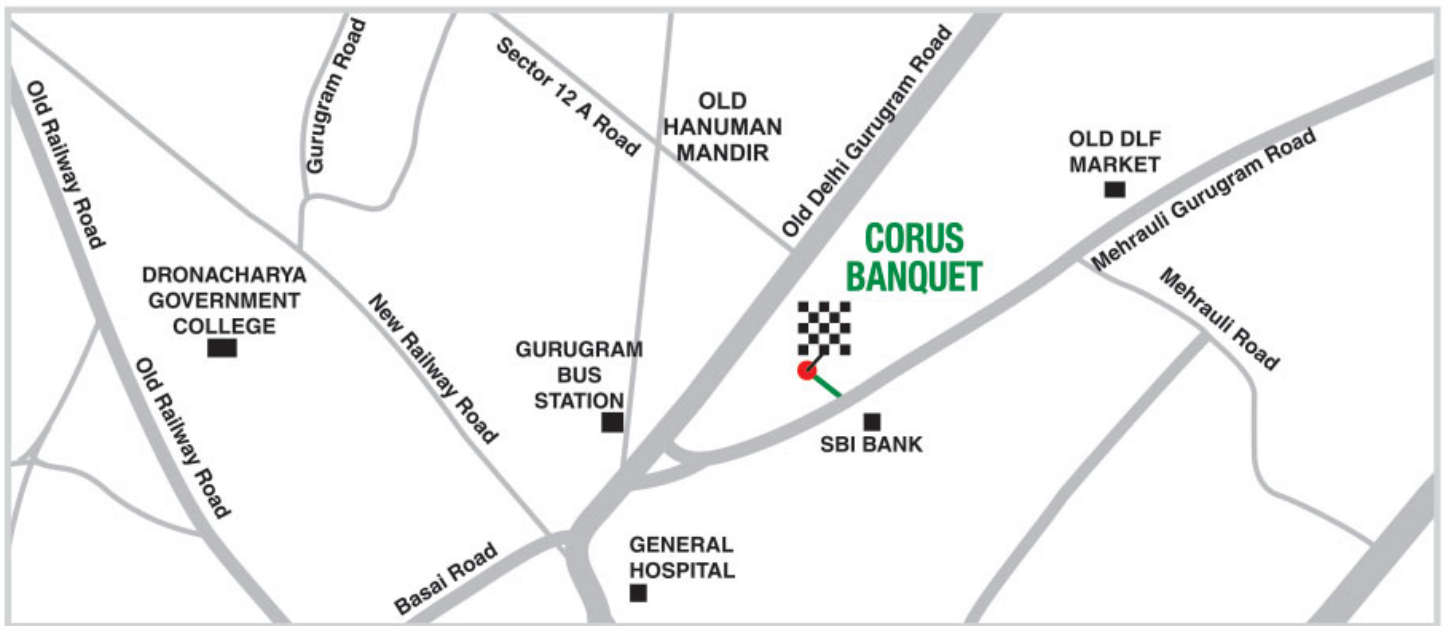 Old Railway Road
Gurugram Road
Sector 12 A Road
OLD
HANUMAN
MANDIR
Old Delhi Gurugram Road
OLD DLF
MARKET
Mehrauli Gurugram Road
CORUS
BANQUET
Mehrauli Road
DRONACHARYA
GOVERNMENT
COLLEGE
New Railway Road
GURUGRAM
BUS
STATION
Old Railway Road
SBI BANK
Basai Road
GENERAL
HOSPITAL